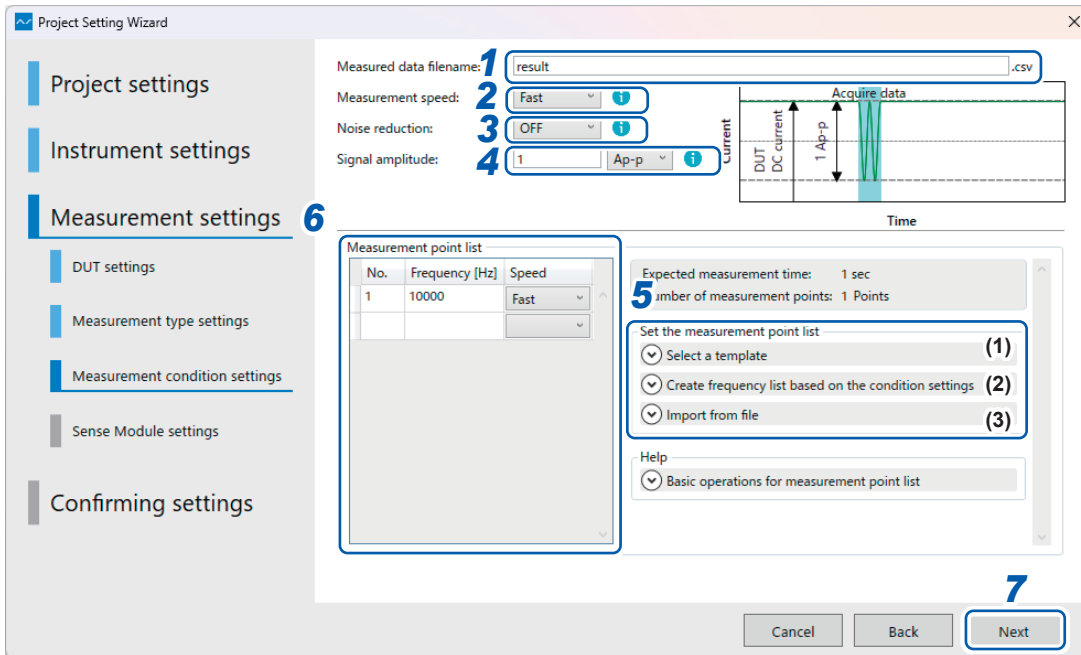 Project Setting Wizard
Project settings
Instrument settings
Measurement settings
DUT settings
Measurement type settings
Measurement condition settings
Sense Module settings
Confirming settings
Measured data filename: 1 result .csv
Measurement speed: 2 Fast i
Noise reduction: 3 OFF i
Signal amplitude: 4 1 Ap-p i
Acquire data
Current
DUT
DC current
1 Ap-p
Time
6
Measurement point list
No. Frequency [Hz] Speed
1 10000 Fast
Expected measurement time: 1 sec
5 umber of measurement points: 1 Points
Set the measurement point list
Select a template (1)
Create frequency list based on the condition settings (2)
Import from file (3)
Help
Basic operations for measurement point list
7
Cancel Back Next